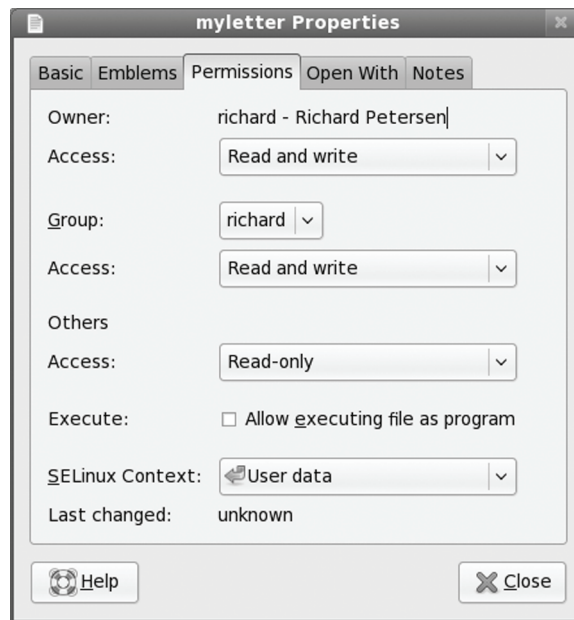 myletter Properties
Basic Emblems Permissions Open With Notes
Owner: richard - Richard Petersen
Access: Read and write
Group: richard
Access: Read and write
Others
Access: Read-only
Execute: Allow executing file as program
SELinux Context: User data
Last changed: unknown
Help Close